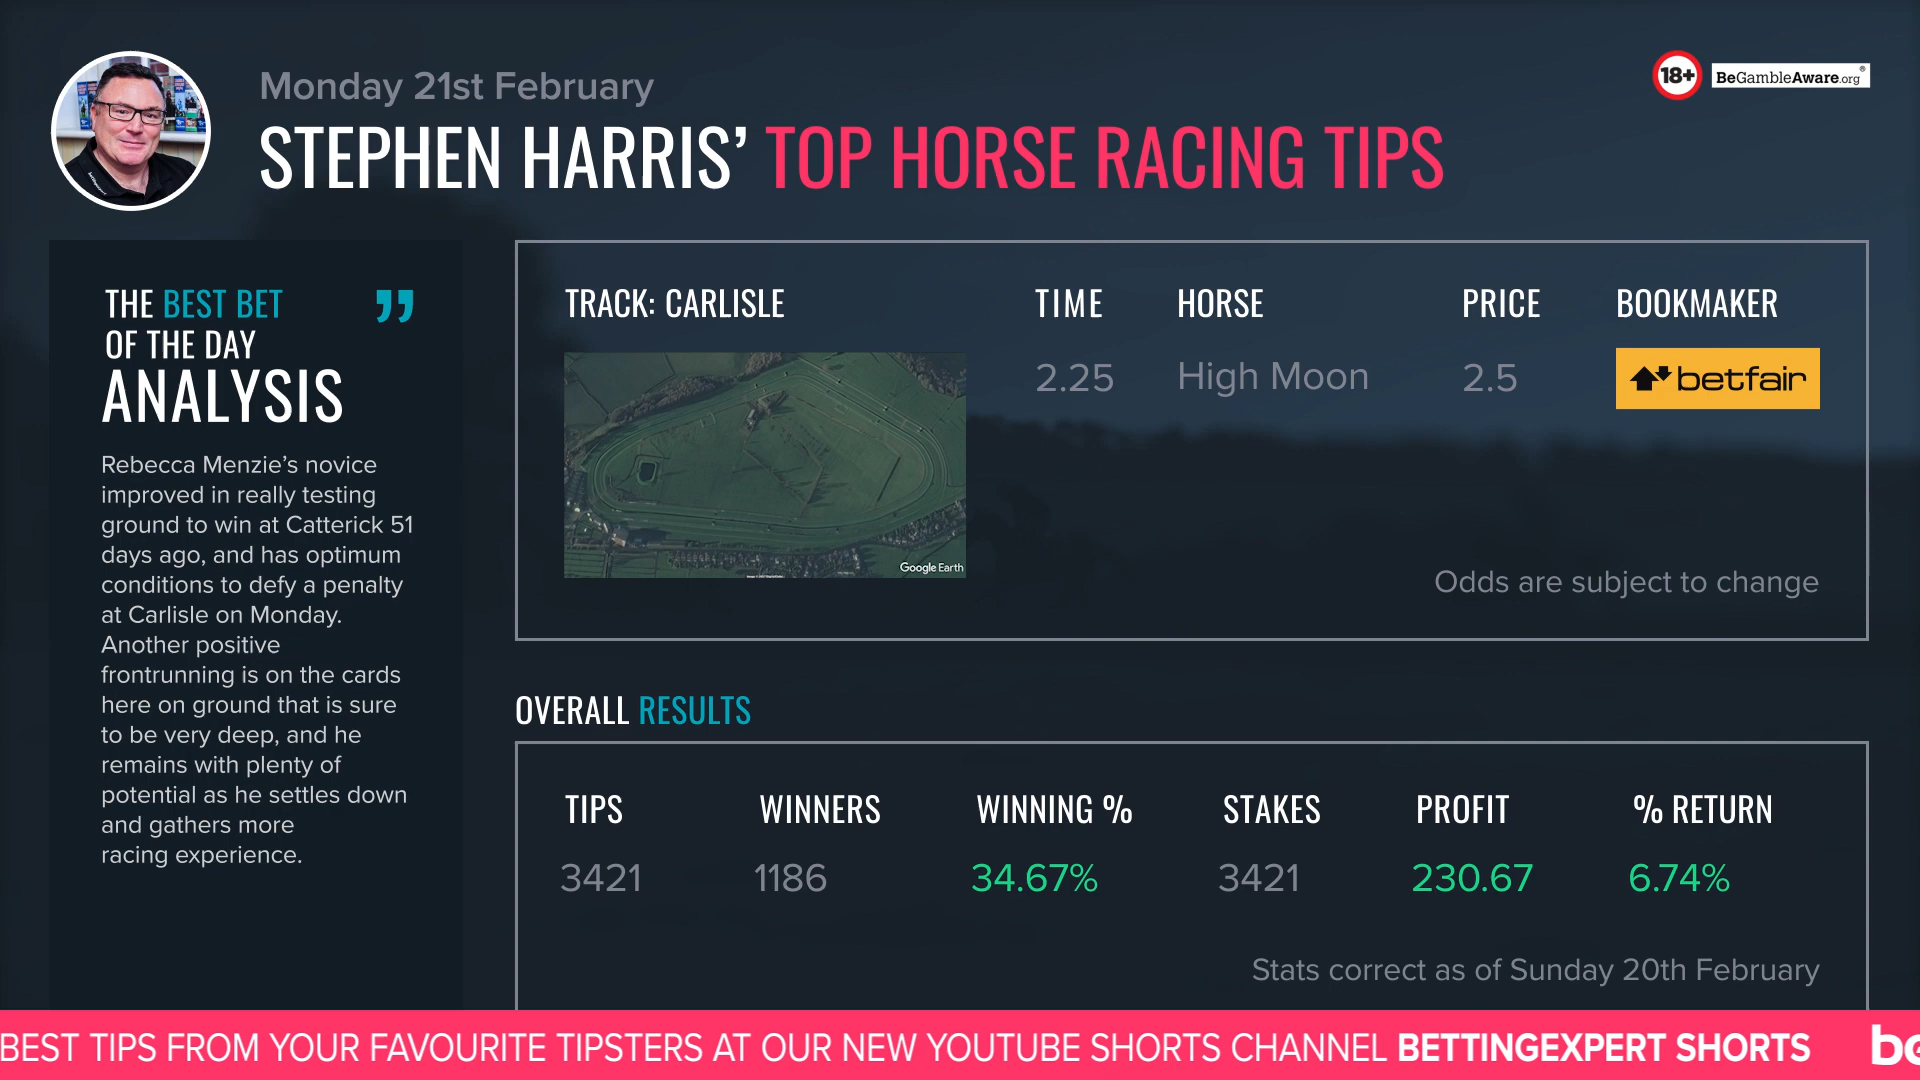 Monday 21st February
STEPHEN HARRIS’ TOP HORSE RACING TIPS
18+
BeGambleAware.org®
THE BEST BET
OF THE DAY
ANALYSIS
Rebecca Menzie’s novice
improved in really testing
ground to win at Catterick 51
days ago, and has optimum
conditions to defy a penalty
at Carlisle on Monday.
Another positive
frontrunning is on the cards
here on ground that is sure
to be very deep, and he
remains with plenty of
potential as he settles down
and gathers more
racing experience.
TRACK: CARLISLE
TIME HORSE PRICE BOOKMAKER
2.25 High Moon 2.5 betfair
Google Earth
Odds are subject to change
OVERALL RESULTS
TIPS WINNERS WINNING % STAKES PROFIT % RETURN
3421 1186 34.67% 3421 230.67 6.74%
Stats correct as of Sunday 20th February
BEST TIPS FROM YOUR FAVOURITE TIPSTERS AT OUR NEW YOUTUBE SHORTS CHANNEL BETTINGEXPERT SHORTS